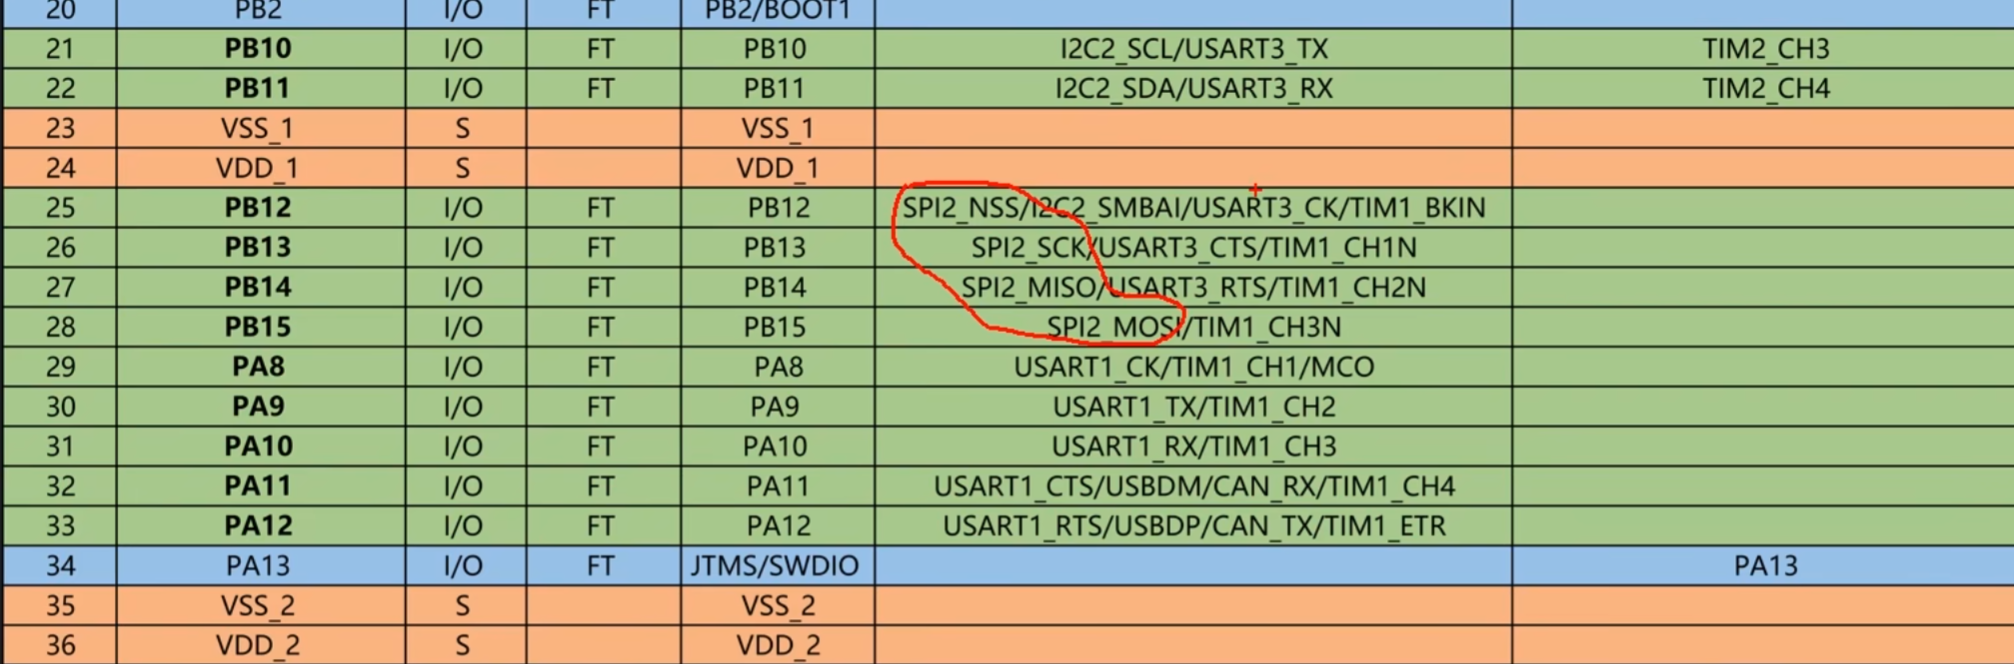 20 PB2 I/O FT PB2/BOOT1
21 PB10 I/O FT PB10 I2C2_SCL/USART3_TX TIM2_CH3
22 PB11 I/O FT PB11 I2C2_SDA/USART3_RX TIM2_CH4
23 VSS_1 S VSS_1
24 VDD_1 S VDD_1
25 PB12 I/O FT PB12 SPI2_NSS/I2C2_SMBAI/USART3_CK/TIM1_BKIN
26 PB13 I/O FT PB13 SPI2_SCK/USART3_CTS/TIM1_CH1N
27 PB14 I/O FT PB14 SPI2_MISO/USART3_RTS/TIM1_CH2N
28 PB15 I/O FT PB15 SPI2_MOSI/TIM1_CH3N
29 PA8 I/O FT PA8 USART1_CK/TIM1_CH1/MCO
30 PA9 I/O FT PA9 USART1_TX/TIM1_CH2
31 PA10 I/O FT PA10 USART1_RX/TIM1_CH3
32 PA11 I/O FT PA11 USART1_CTS/USBDM/CAN_RX/TIM1_CH4
33 PA12 I/O FT PA12 USART1_RTS/USBDP/CAN_TX/TIM1_ETR
34 PA13 I/O FT JTMS/SWDIO PA13
35 VSS_2 S VSS_2
36 VDD_2 S VDD_2